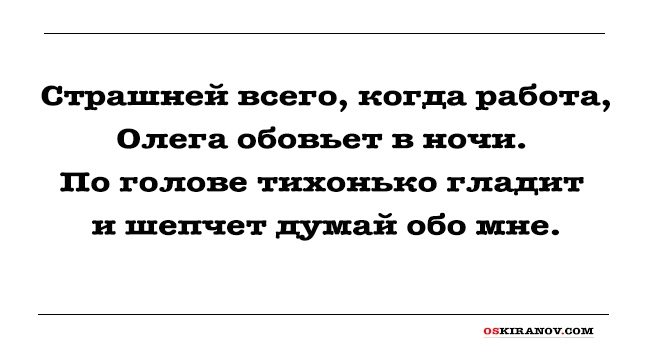 Страшней всего, когда работа,
Олега обовьет в ночи.
По голове тихонько гладит
и шепчет думай обо мне.
OSKIRANOV.COM